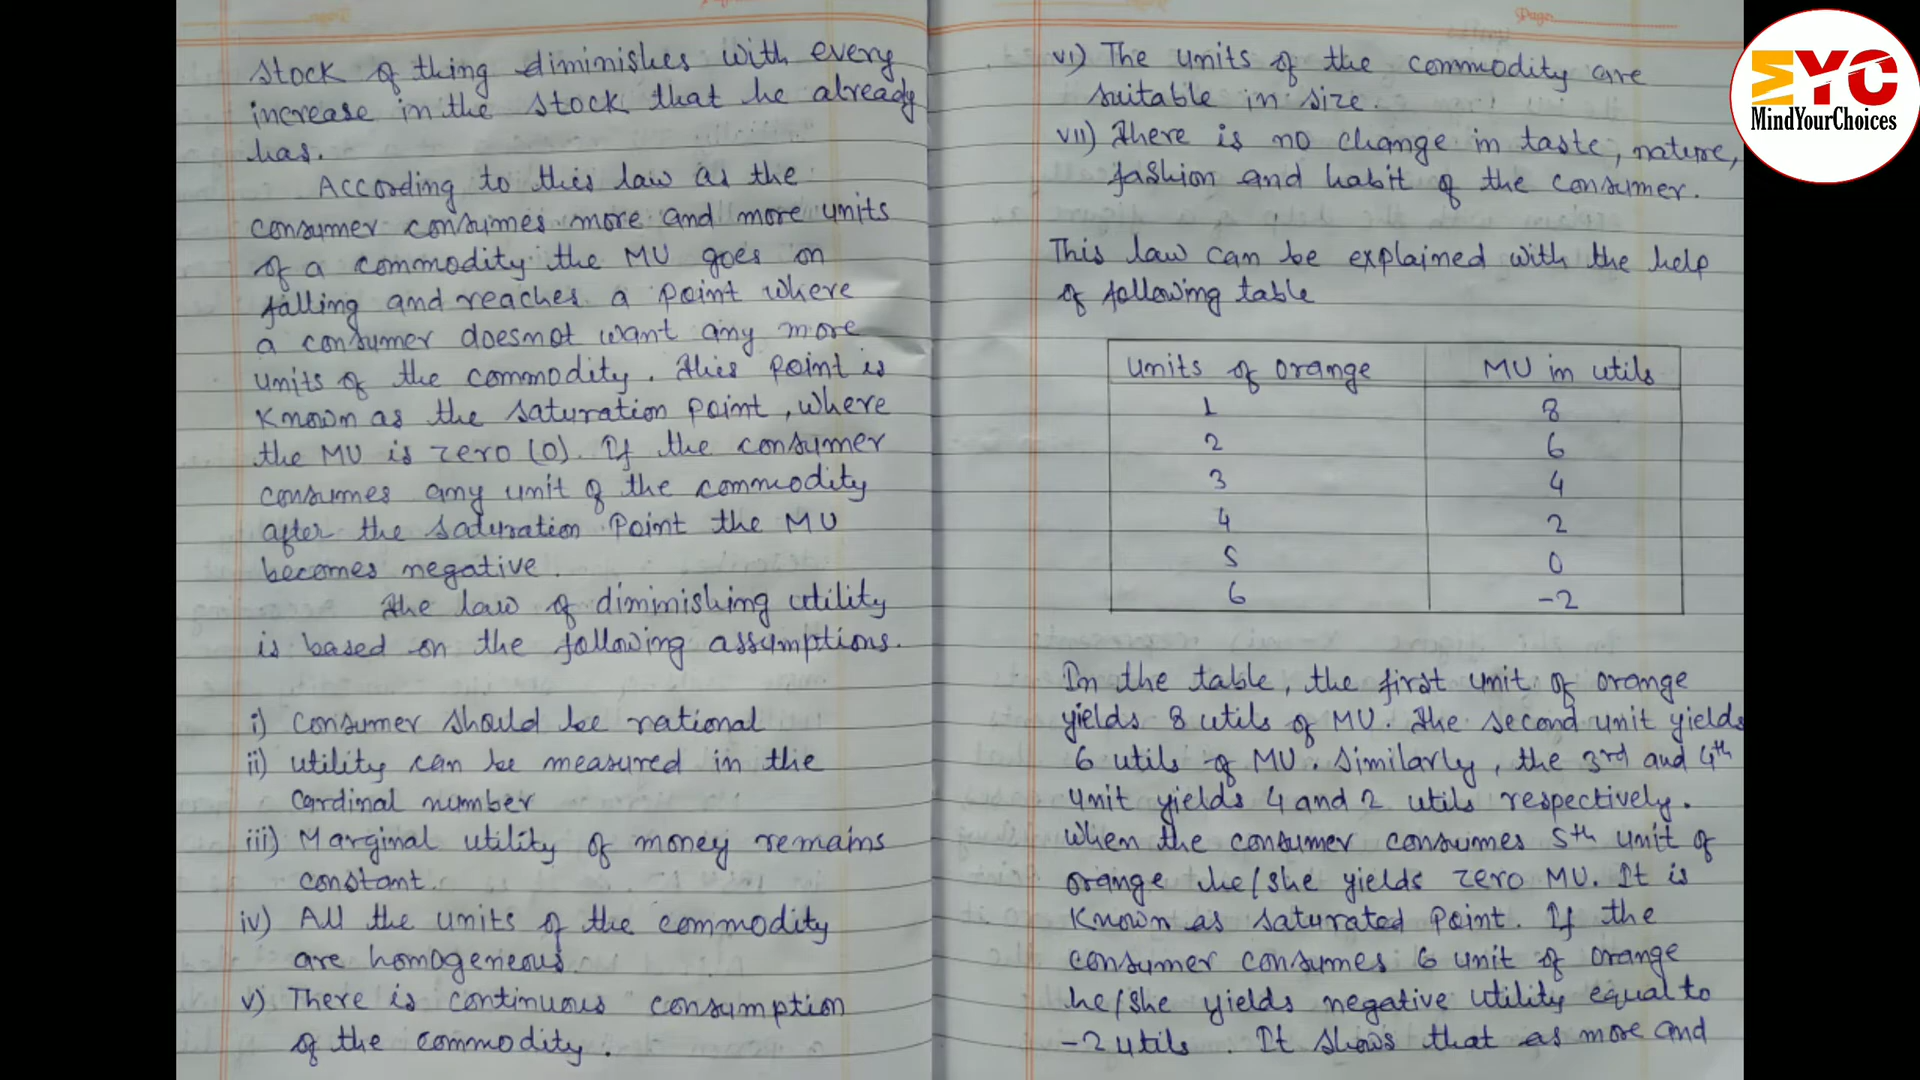 stock of thing diminishes with every
increase in the stock that he already
has.
According to this law as the
consumer consumes more and more units
of a commodity the MU goes on
falling and reaches a point where
a consumer doesnot want any more
units of the commodity. This point is
known as the saturation point, where
the MU is zero (0). If the consumer
consumes any unit of the commodity
after the saturation point the MU
becomes negative.
The law of diminishing utility
is based on the following assumptions.
i) Consumer should be rational
ii) utility can be measured in the
cardinal number
iii) Marginal utility of money remains
constant.
iv) All the units of the commodity
are homogeneous.
v) There is continuous consumption
of the commodity.
Page
vi) The units of the commodity are
suitable in size.
vii) There is no change in taste, nature,
fashion and habit of the consumer.
This law can be explained with the help
of following table
Units of orange MU in utils
1 8
2 6
3 4
4 2
5 0
6 -2
In the table, the first unit of orange
yields 8 utils of MU. The second unit yields
6 utils of MU. Similarly, the 3rd and 4th
unit yields 4 and 2 utils respectively.
When the consumer consumes 5th unit of
orange he/she yields zero MU. It is
known as saturated point. If the
consumer consumes 6 unit of orange
he/she yields negative utility equal to
-2 utils. It shows that as more and
MYC
MindYourChoices